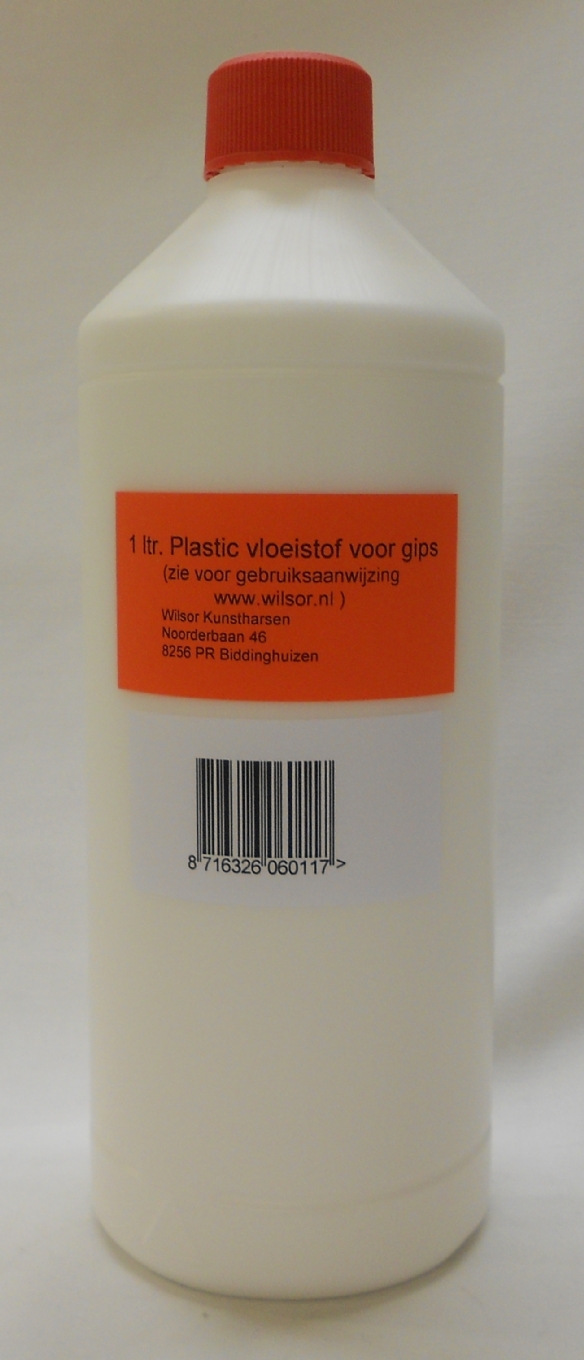 1 ltr. Plastic vloeistof voor gips
(zie voor gebruiksaanwijzing
www.wilsor.nl )
Wilsor Kunstharsen
Noorderbaan 46
8256 PR Biddinghuizen
8 716326 060117 >